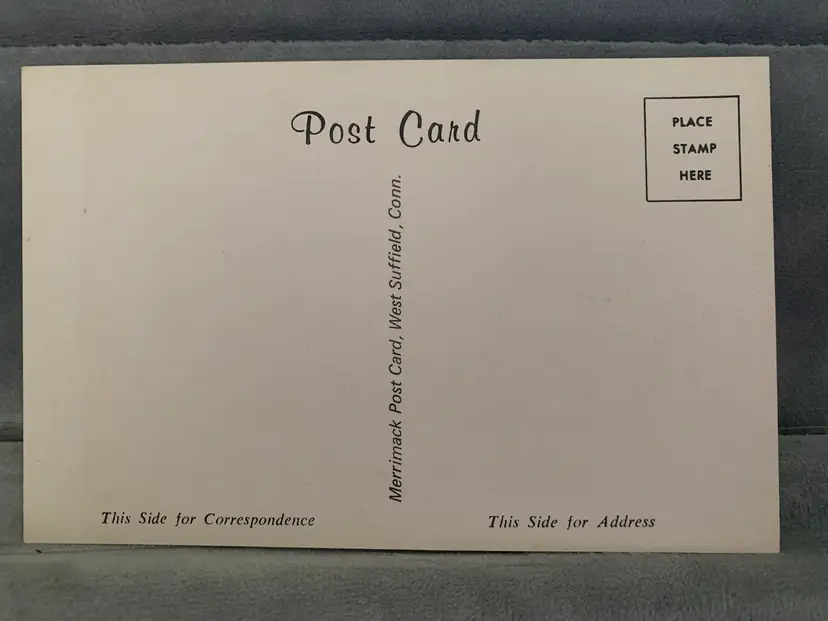 Post Card
PLACE
STAMP
HERE
Merrimack Post Card, West Suffield, Conn.
This Side for Correspondence
This Side for Address